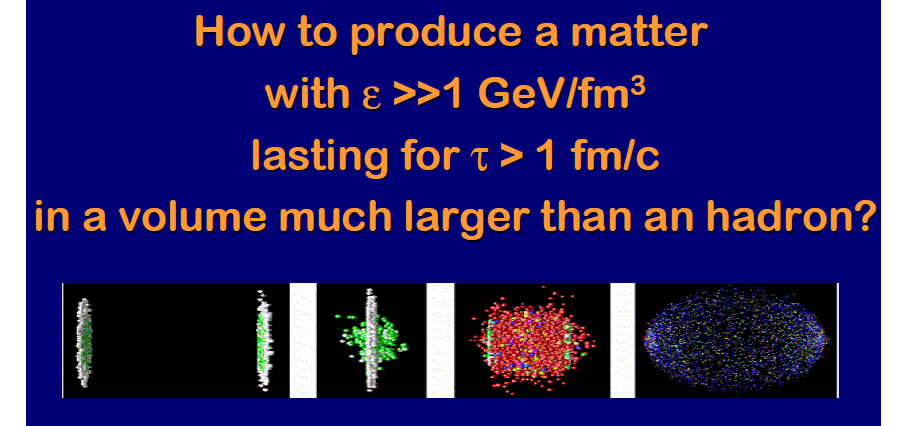 How to produce a matter
with ε >>1 GeV/fm³
lasting for τ > 1 fm/c
in a volume much larger than an hadron?